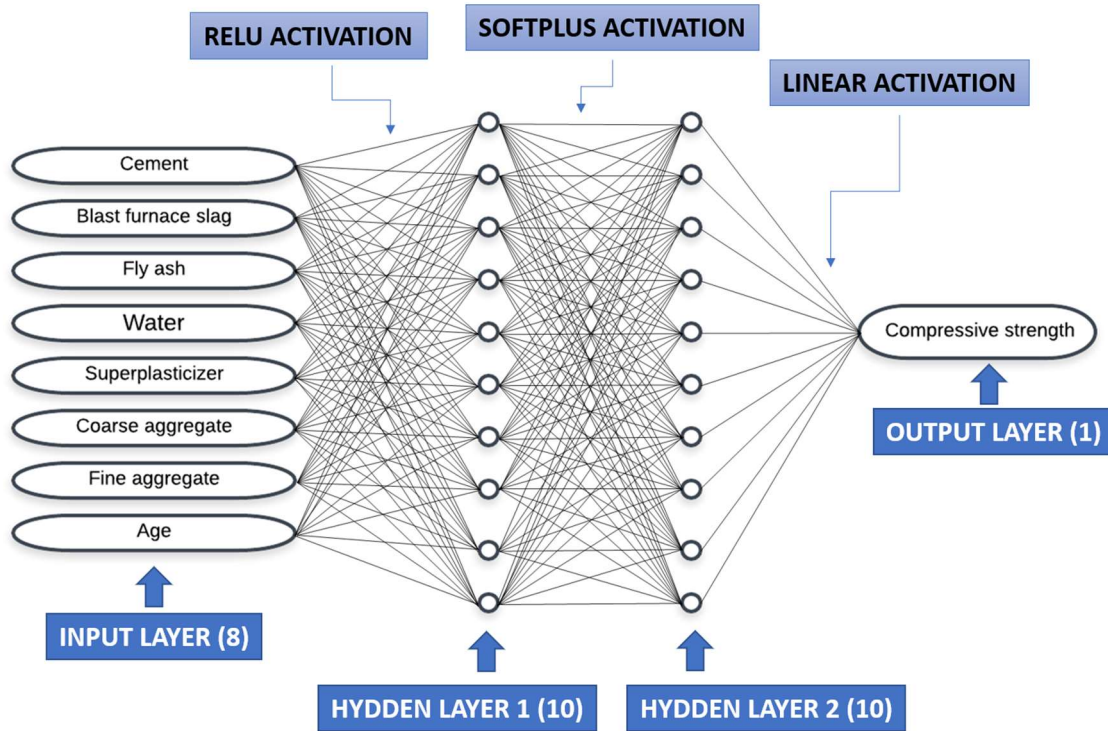 RELU ACTIVATION
SOFTPLUS ACTIVATION
LINEAR ACTIVATION
Cement
Blast furnace slag
Fly ash
Water
Superplasticizer
Coarse aggregate
Fine aggregate
Age
Compressive strength
INPUT LAYER (8)
HYDDEN LAYER 1 (10)
HYDDEN LAYER 2 (10)
OUTPUT LAYER (1)